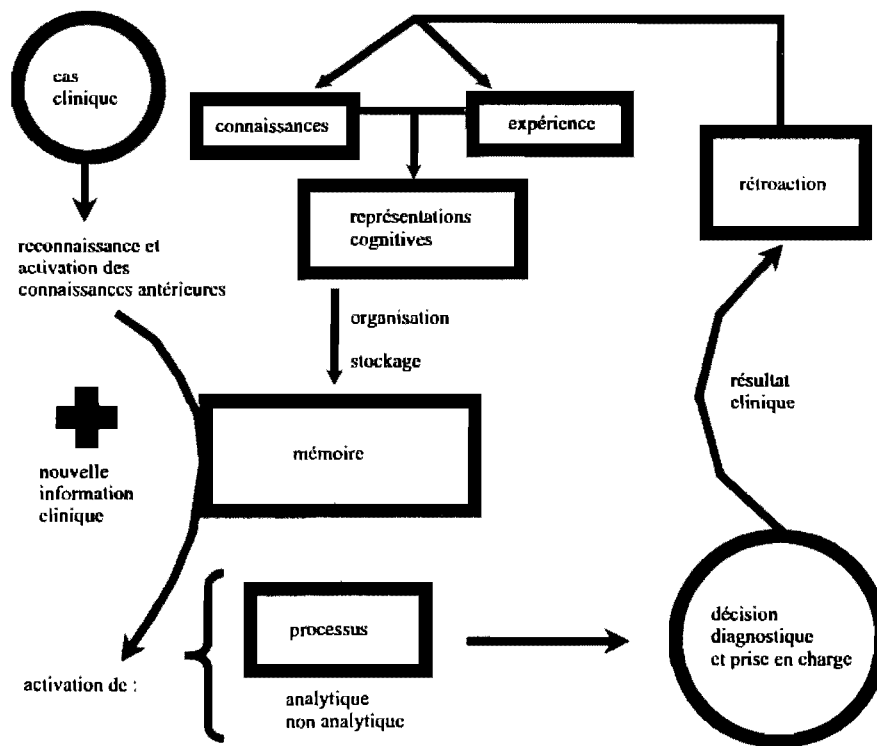 cas
clinique
connaissances
expérience
rétroaction
représentations
cognitives
reconnaissance et
activation des
connaissances antérieures
organisation
stockage
résultat
clinique
mémoire
nouvelle
information
clinique
processus
décision
diagnostique
et prise en charge
activation de :
analytique
non analytique